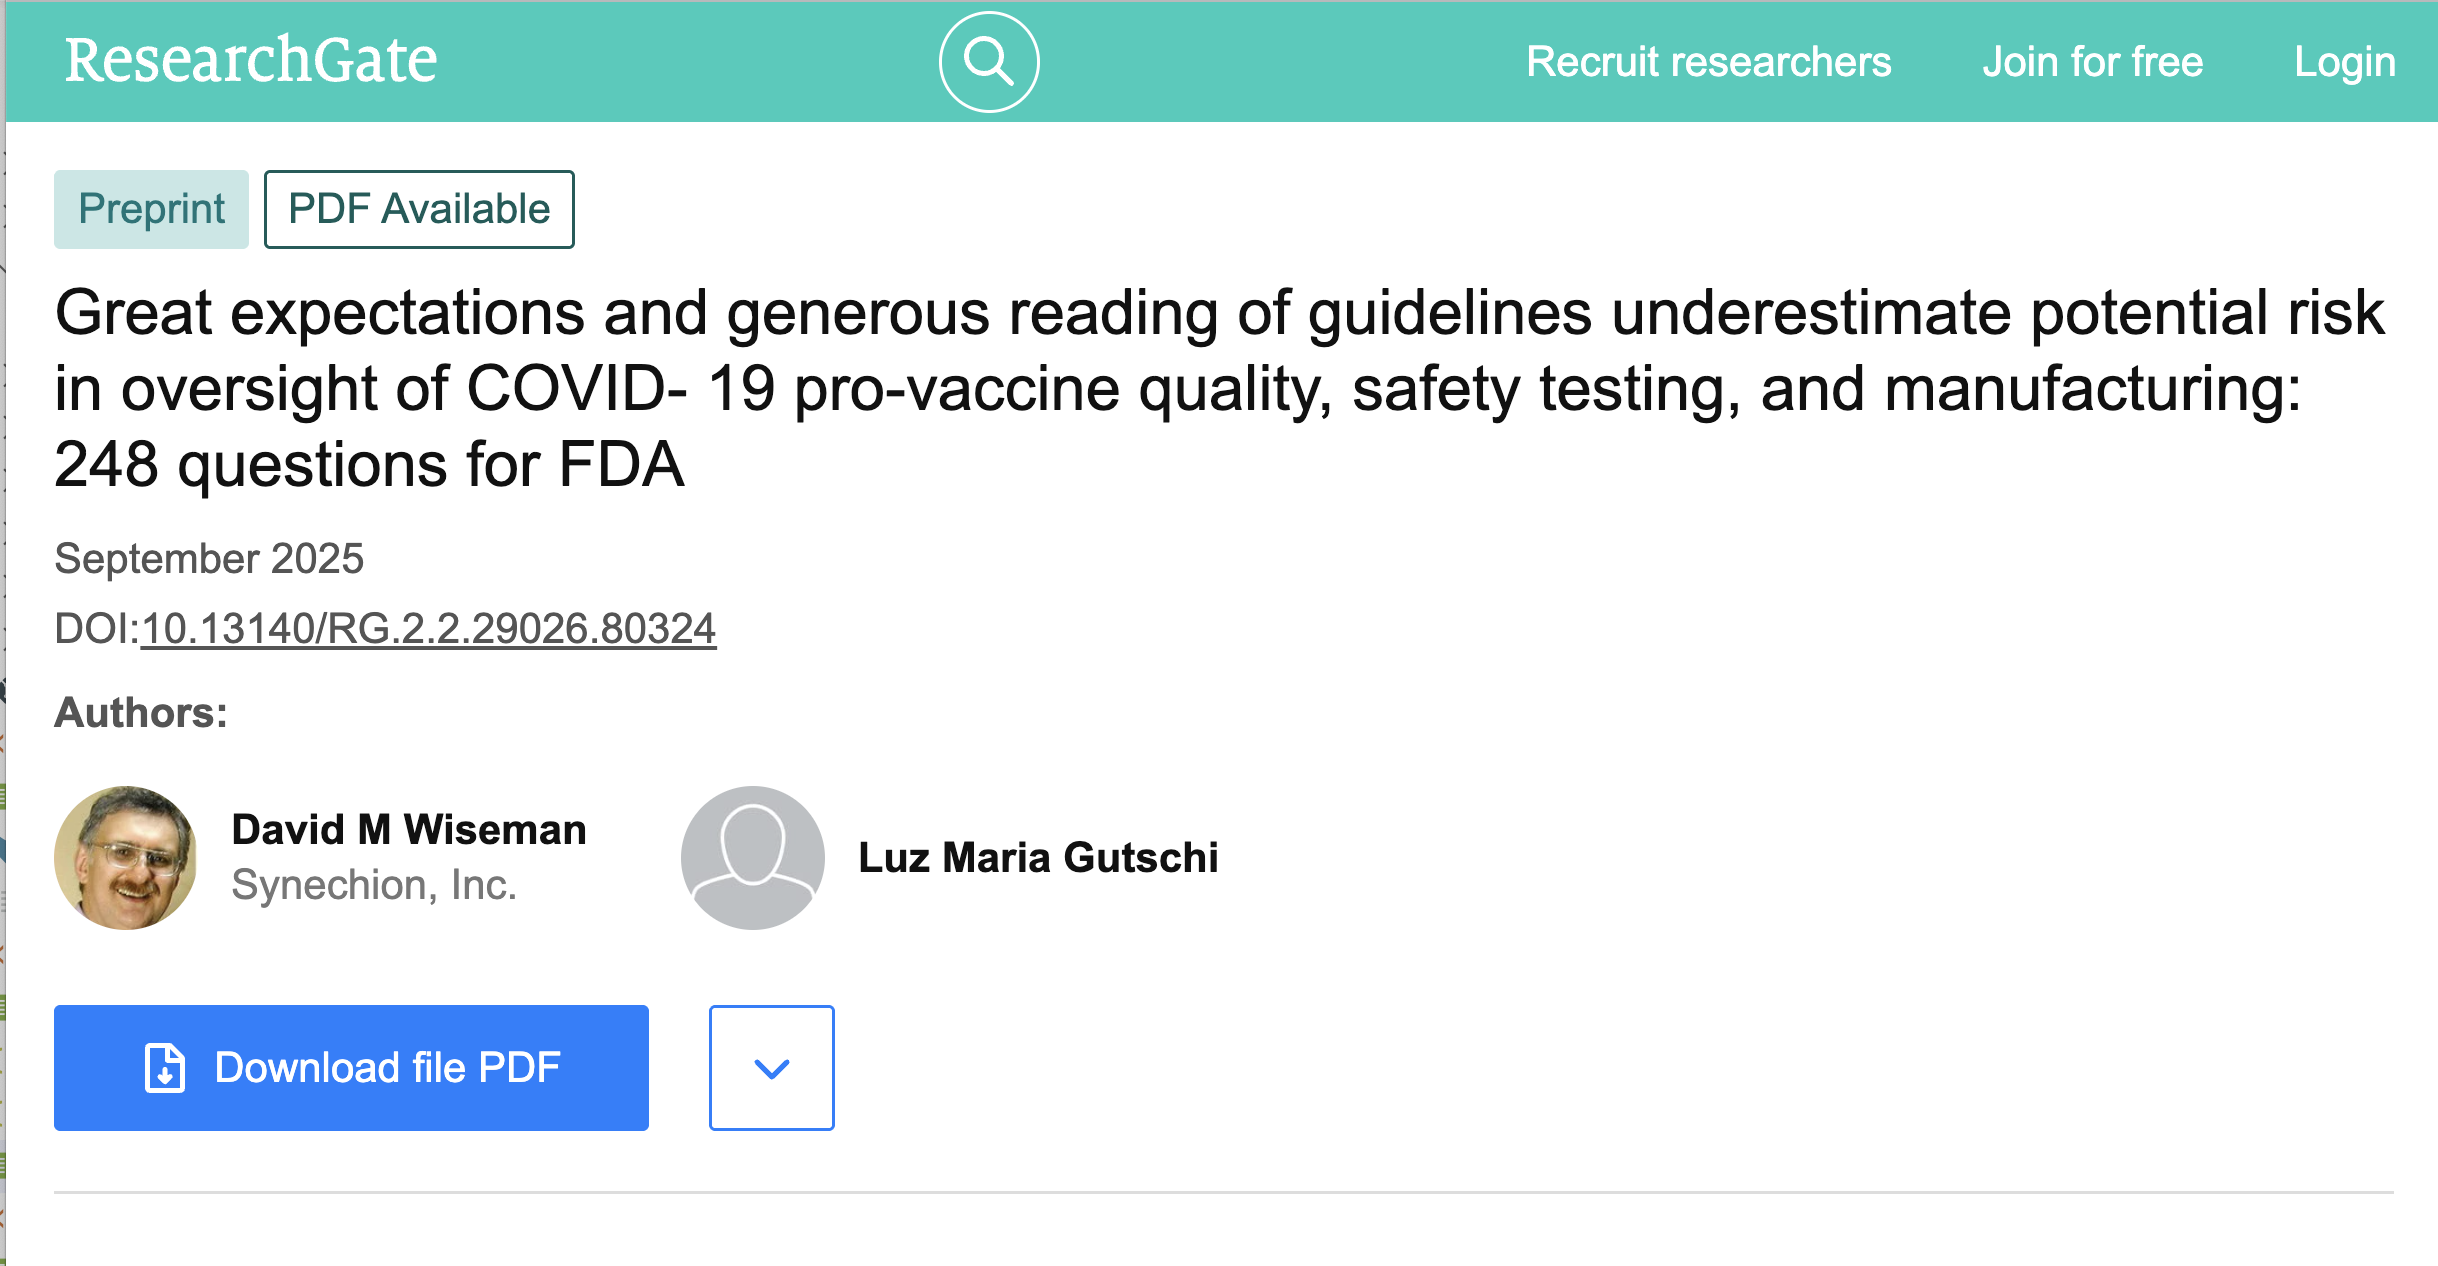 ResearchGate
Recruit researchers
Join for free
Login
Preprint
PDF Available
Great expectations and generous reading of guidelines underestimate potential risk
in oversight of COVID- 19 pro-vaccine quality, safety testing, and manufacturing:
248 questions for FDA
September 2025
DOI:10.13140/RG.2.2.29026.80324
Authors:
David M Wiseman
Synechion, Inc.
Luz Maria Gutschi
Download file PDF